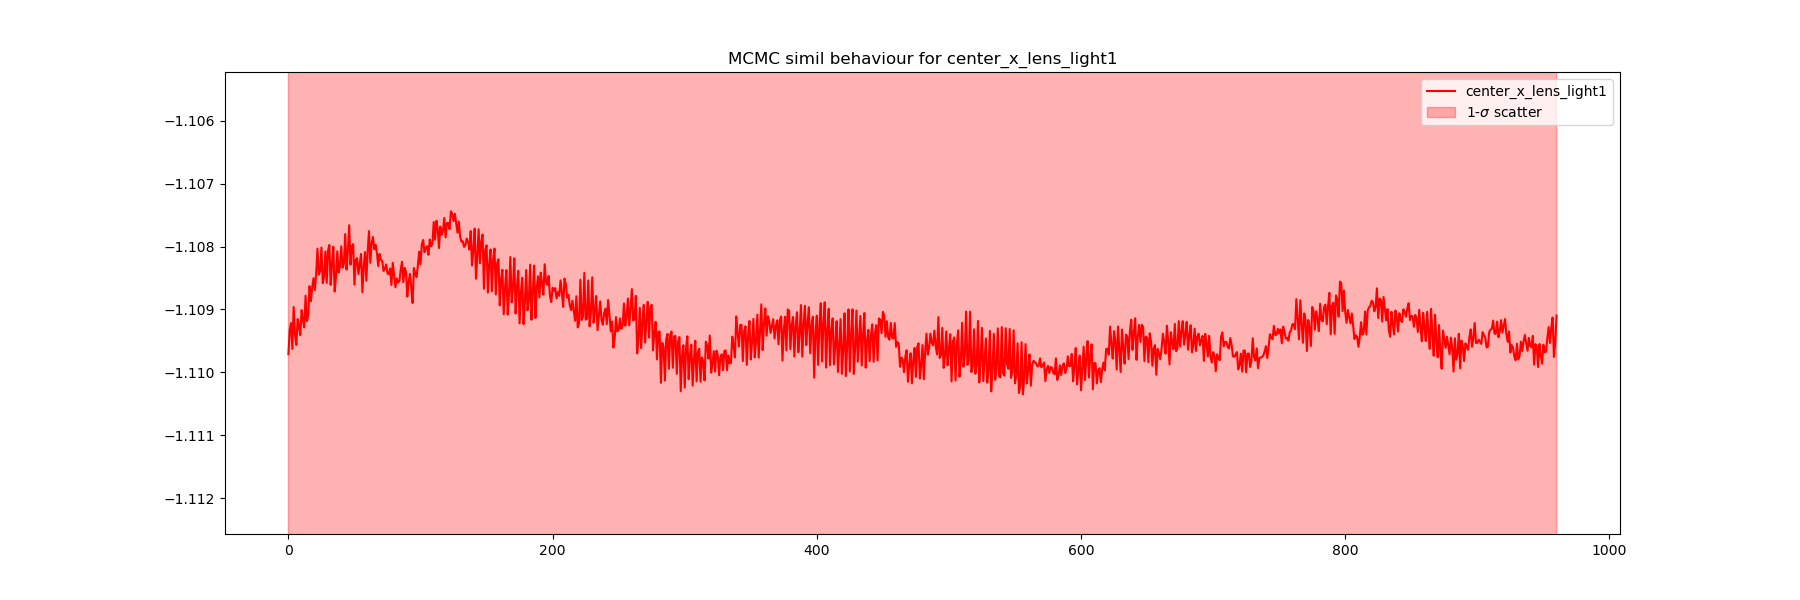 MCMC simil behaviour for center_x_lens_light1
center_x_lens_light1
1-σ scatter
−1.106
−1.107
−1.108
−1.109
−1.110
−1.111
−1.112
0 200 400 600 800 1000